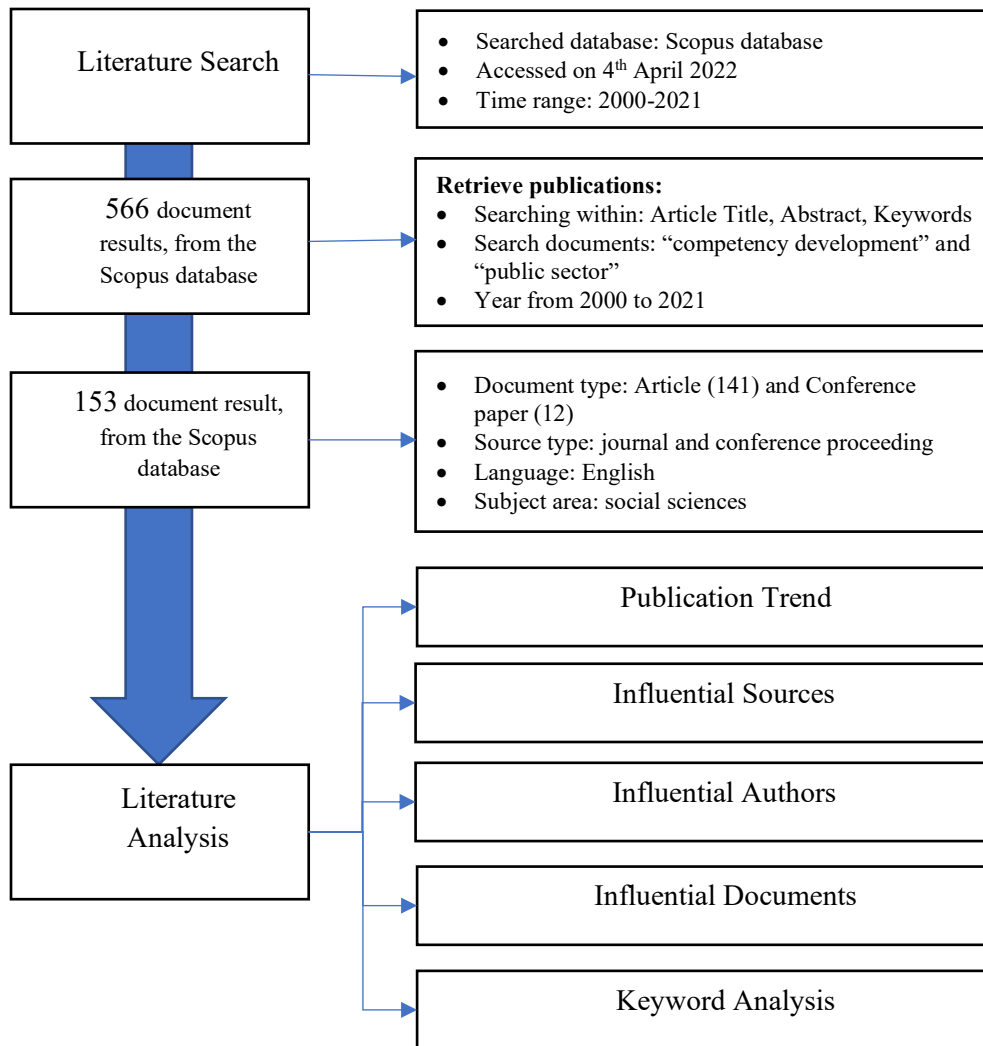 Literature Search
• Searched database: Scopus database
• Accessed on 4th April 2022
• Time range: 2000-2021
566 document
results, from the
Scopus database
Retrieve publications:
• Searching within: Article Title, Abstract, Keywords
• Search documents: “competency development” and
“public sector”
• Year from 2000 to 2021
153 document result,
from the Scopus
database
• Document type: Article (141) and Conference
paper (12)
• Source type: journal and conference proceeding
• Language: English
• Subject area: social sciences
Literature
Analysis
Publication Trend
Influential Sources
Influential Authors
Influential Documents
Keyword Analysis